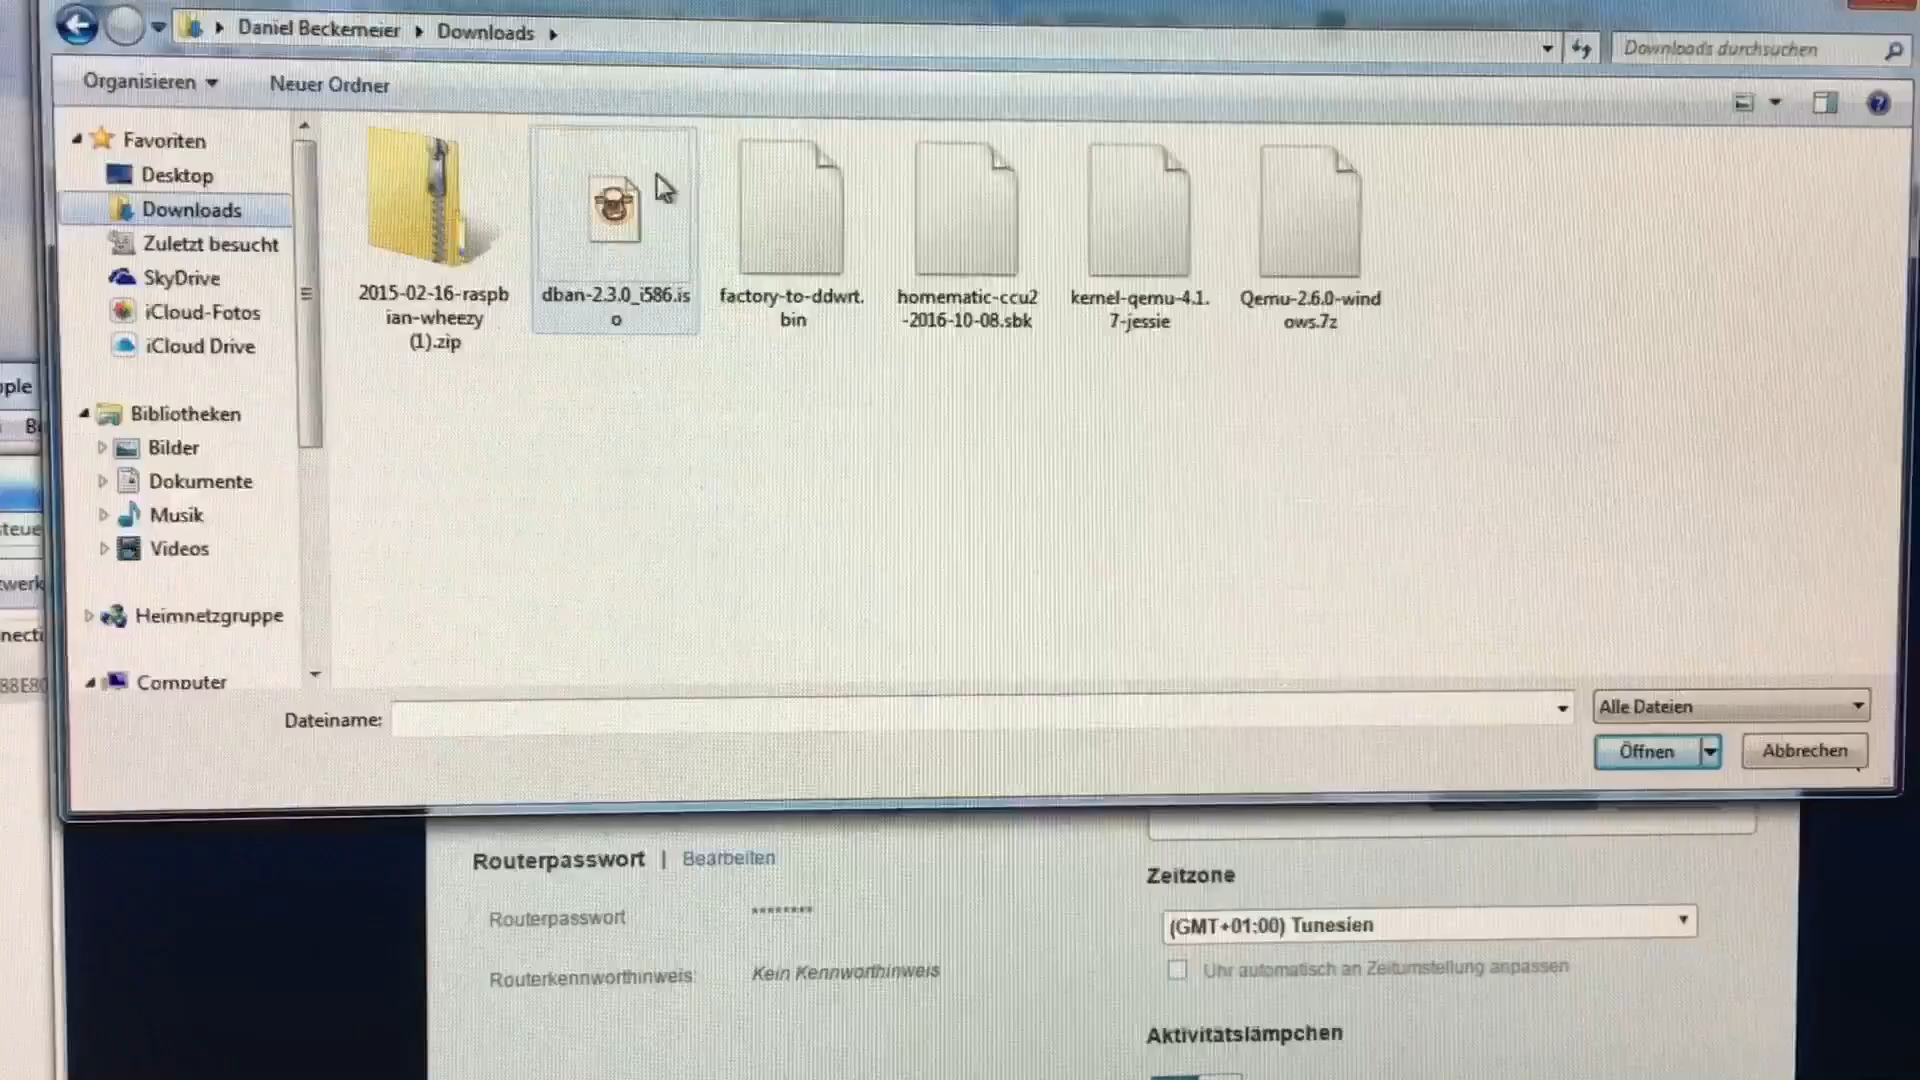 Daniel Beckemeier
Downloads
Downloads durchsuchen
Organisieren
Neuer Ordner
Favoriten
Desktop
Downloads
Zuletzt besucht
SkyDrive
iCloud-Fotos
iCloud Drive
Bibliotheken
Bilder
Dokumente
Musik
Videos
Heimnetzgruppe
Computer
2015-02-16-raspb
ian-wheezy
(1).zip
dban-2.3.0_i586.is
o
factory-to-ddwrt.
bin
homematic-ccu2
-2016-10-08.sbk
kernel-qemu-4.1.
7-jessie
Qemu-2.6.0-wind
ows.7z
Dateiname:
Alle Dateien
Öffnen
Abbrechen
Routerpasswort | Bearbeiten
Routerpasswort ********
Routerkennworthinweis: Kein Kennworthinweis
Zeitzone
(GMT+01:00) Tunesien
Uhr automatisch an Zeitumstellung anpassen
Aktivitätslämpchen